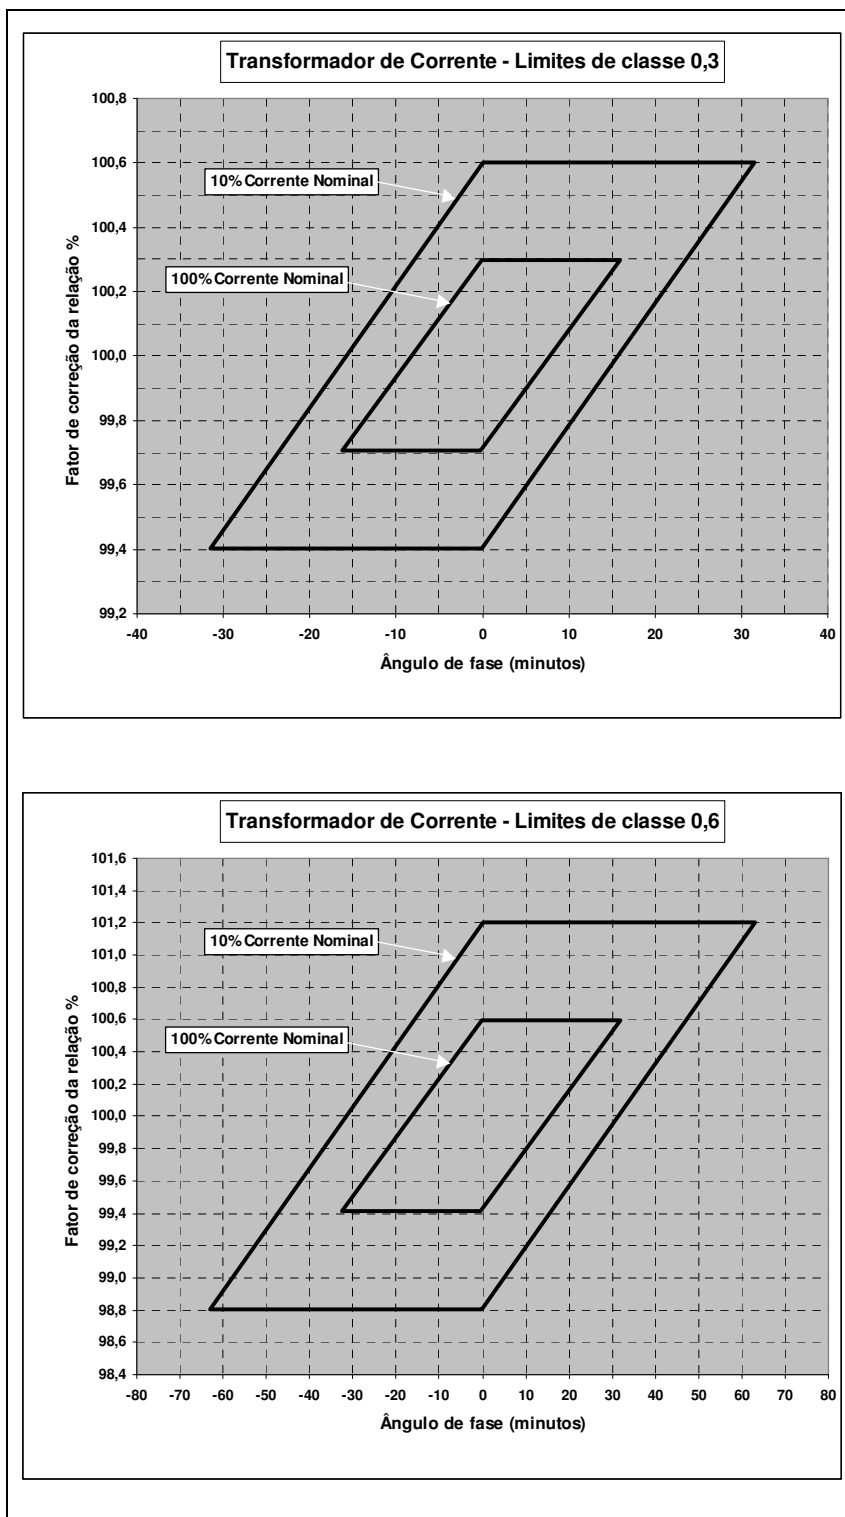 Transformador de Corrente - Limites de classe 0,3
100,8
100,6
10% Corrente Nominal
100,4
100% Corrente Nominal
100,2
100,0
99,8
99,6
99,4
99,2
Fator de correção da relação %
-40 -30 -20 -10 0 10 20 30 40
Ângulo de fase (minutos)
Transformador de Corrente - Limites de classe 0,6
101,6
101,4
101,2
101,0
10% Corrente Nominal
100,8
100,6
100% Corrente Nominal
100,4
100,2
100,0
99,8
99,6
99,4
99,2
99,0
98,8
98,6
98,4
Fator de correção da relação %
-80 -70 -60 -50 -40 -30 -20 -10 0 10 20 30 40 50 60 70 80
Ângulo de fase (minutos)